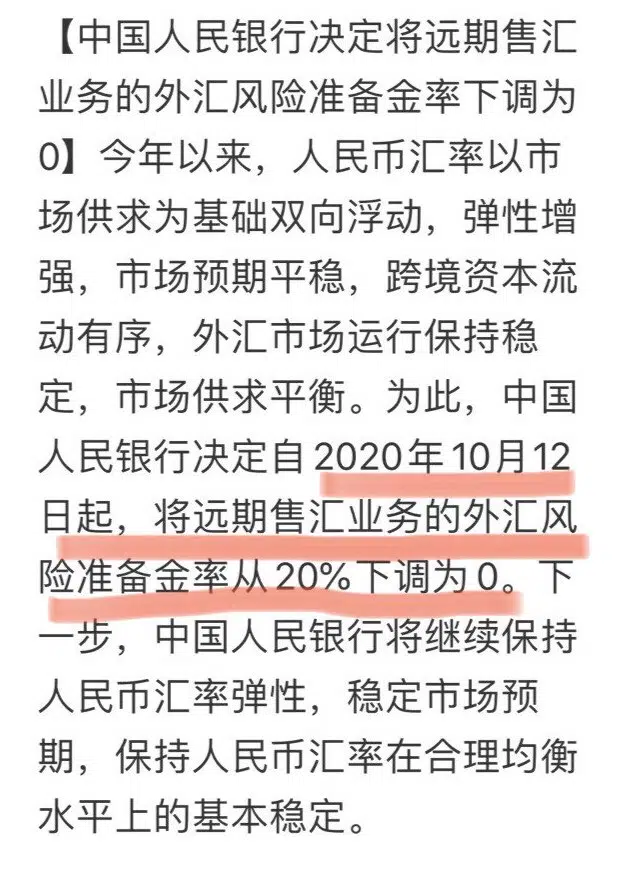 【中国人民银行决定将远期售汇
业务的外汇风险准备金率下调为
0】今年以来，人民币汇率以市
场供求为基础双向浮动，弹性增
强，市场预期平稳，跨境资本流
动有序，外汇市场运行保持稳
定，市场供求平衡。为此，中国
人民银行决定自2020年10月12
日起，将远期售汇业务的外汇风
险准备金率从20%下调为0。下
一步，中国人民银行将继续保持
人民币汇率弹性，稳定市场预
期，保持人民币汇率在合理均衡
水平上的基本稳定。